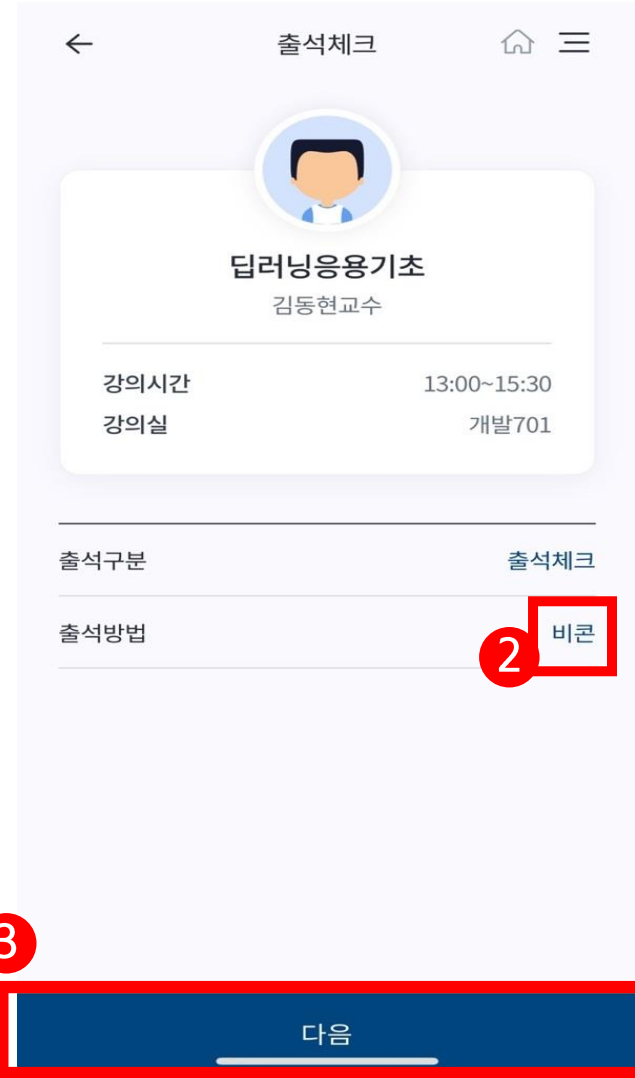 출석체크
딥러닝응용기초
김동현교수
강의시간 13:00~15:30
강의실 개발701
출석구분 출석체크
출석방법 비콘
2
3
다음